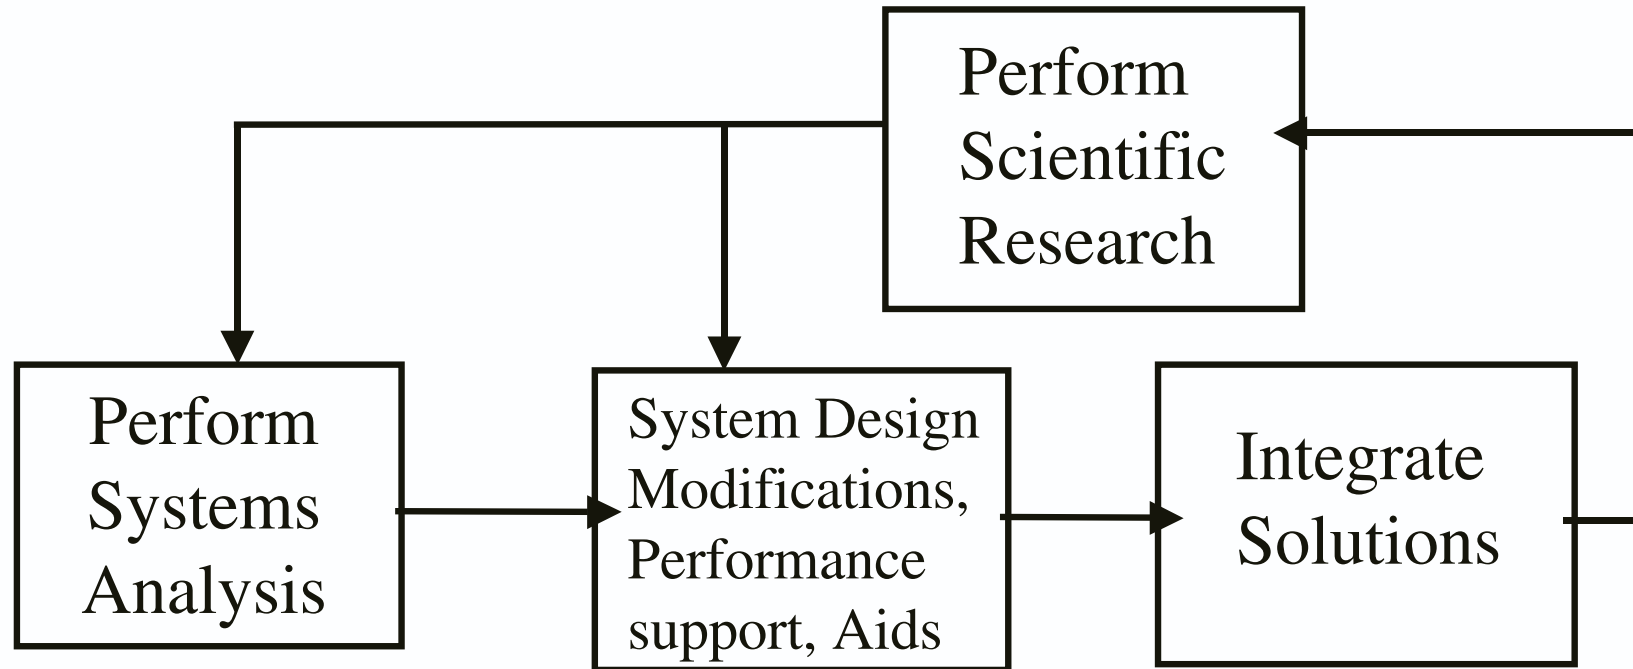 Perform
Scientific
Research
Perform
Systems
Analysis
System Design
Modifications,
Performance
support, Aids
Integrate
Solutions